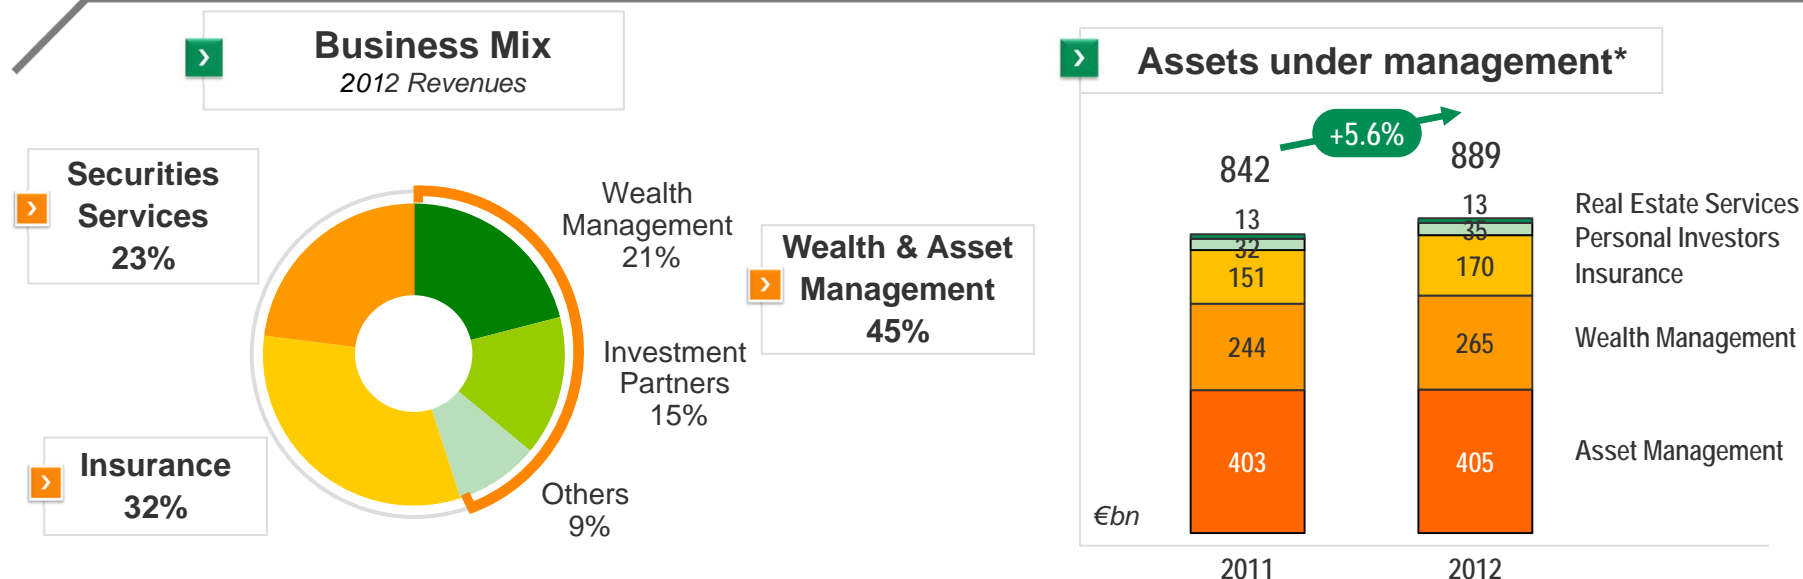 Business Mix
2012 Revenues
Securities
Services
23%
Wealth
Management
21%
Wealth & Asset
Management
45%
Investment
Partners
15%
Others
9%
Insurance
32%
Assets under management*
+5.6%
842
889
13
13
Real Estate Services
32
35
Personal Investors
151
170
Insurance
244
265
Wealth Management
403
405
Asset Management
€bn
2011
2012